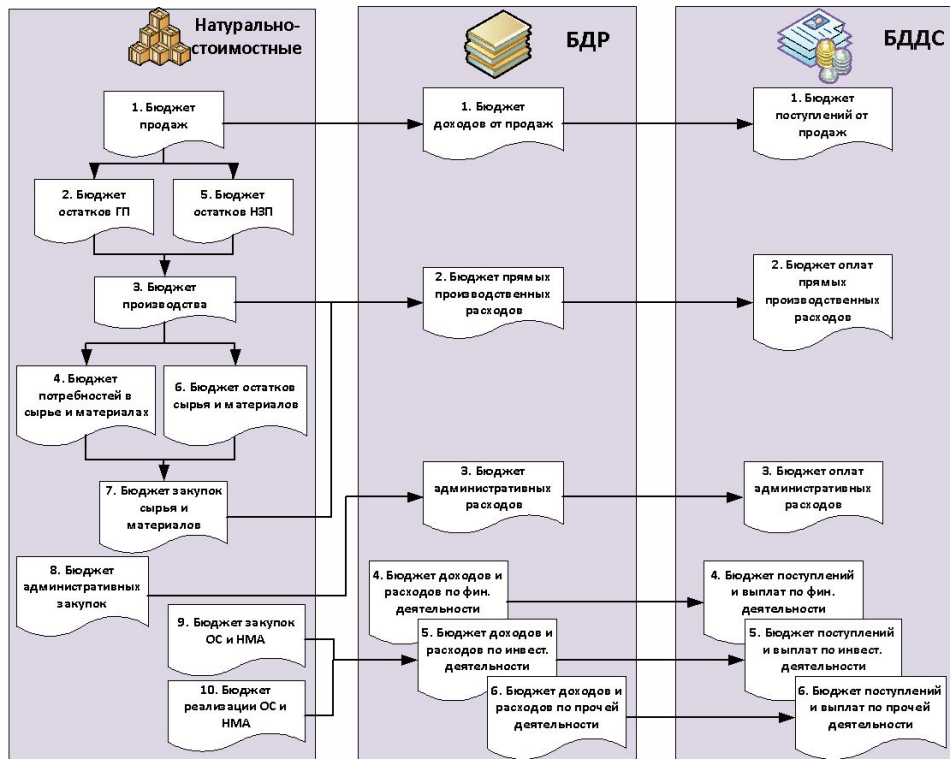 Натурально-
стоимостные
1. Бюджет
продаж
2. Бюджет
остатков ГП
5. Бюджет
остатков НЗП
3. Бюджет
производства
4. Бюджет
потребностей в
сырье и материалах
6. Бюджет остатков
сырья и материалов
7. Бюджет закупок
сырья и
материалов
8. Бюджет
административных
закупок
9. Бюджет закупок
ОС и НМА
10. Бюджет
реализации ОС и
НМА
БДР
1. Бюджет
доходов от продаж
2. Бюджет прямых
производственных
расходов
3. Бюджет
административных
расходов
4. Бюджет доходов и
расходов по фин.
деятельности
5. Бюджет доходов и
расходов по инвест.
деятельности
6. Бюджет доходов и
расходов по прочей
деятельности
БДДС
1. Бюджет
поступлений от
продаж
2. Бюджет оплат
прямых
производственных
расходов
3. Бюджет оплат
административных
расходов
4. Бюджет поступлений
и выплат по фин.
деятельности
5. Бюджет поступлений
и выплат по инвест.
деятельности
6. Бюджет поступлений
и выплат по прочей
деятельности